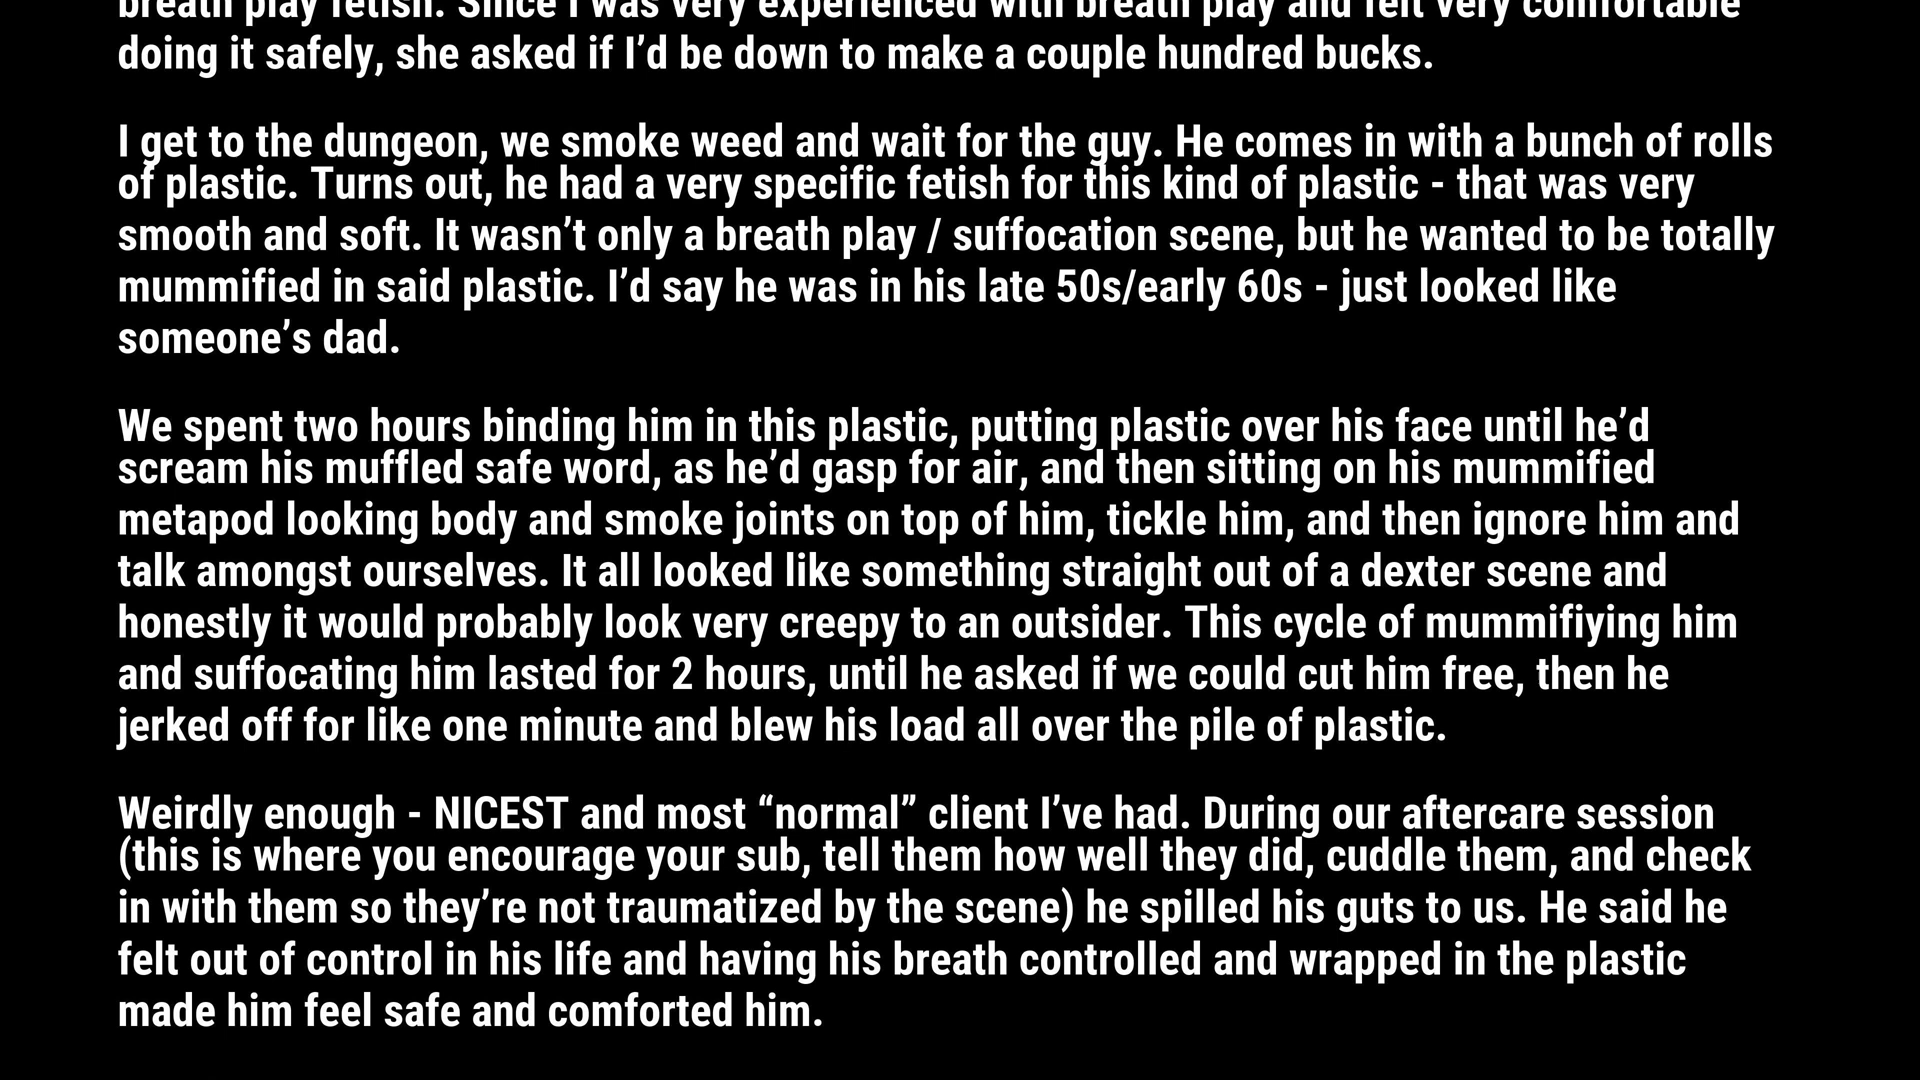 breath play fetish. Since I was very experienced with breath play and felt very comfortable
doing it safely, she asked if I’d be down to make a couple hundred bucks.
I get to the dungeon, we smoke weed and wait for the guy. He comes in with a bunch of rolls
of plastic. Turns out, he had a very specific fetish for this kind of plastic - that was very
smooth and soft. It wasn’t only a breath play / suffocation scene, but he wanted to be totally
mummified in said plastic. I’d say he was in his late 50s/early 60s - just looked like
someone’s dad.
We spent two hours binding him in this plastic, putting plastic over his face until he’d
scream his muffled safe word, as he’d gasp for air, and then sitting on his mummified
metapod looking body and smoke joints on top of him, tickle him, and then ignore him and
talk amongst ourselves. It all looked like something straight out of a dexter scene and
honestly it would probably look very creepy to an outsider. This cycle of mummifiying him
and suffocating him lasted for 2 hours, until he asked if we could cut him free, then he
jerked off for like one minute and blew his load all over the pile of plastic.
Weirdly enough - NICEST and most “normal” client I’ve had. During our aftercare session
(this is where you encourage your sub, tell them how well they did, cuddle them, and check
in with them so they’re not traumatized by the scene) he spilled his guts to us. He said he
felt out of control in his life and having his breath controlled and wrapped in the plastic
made him feel safe and comforted him.